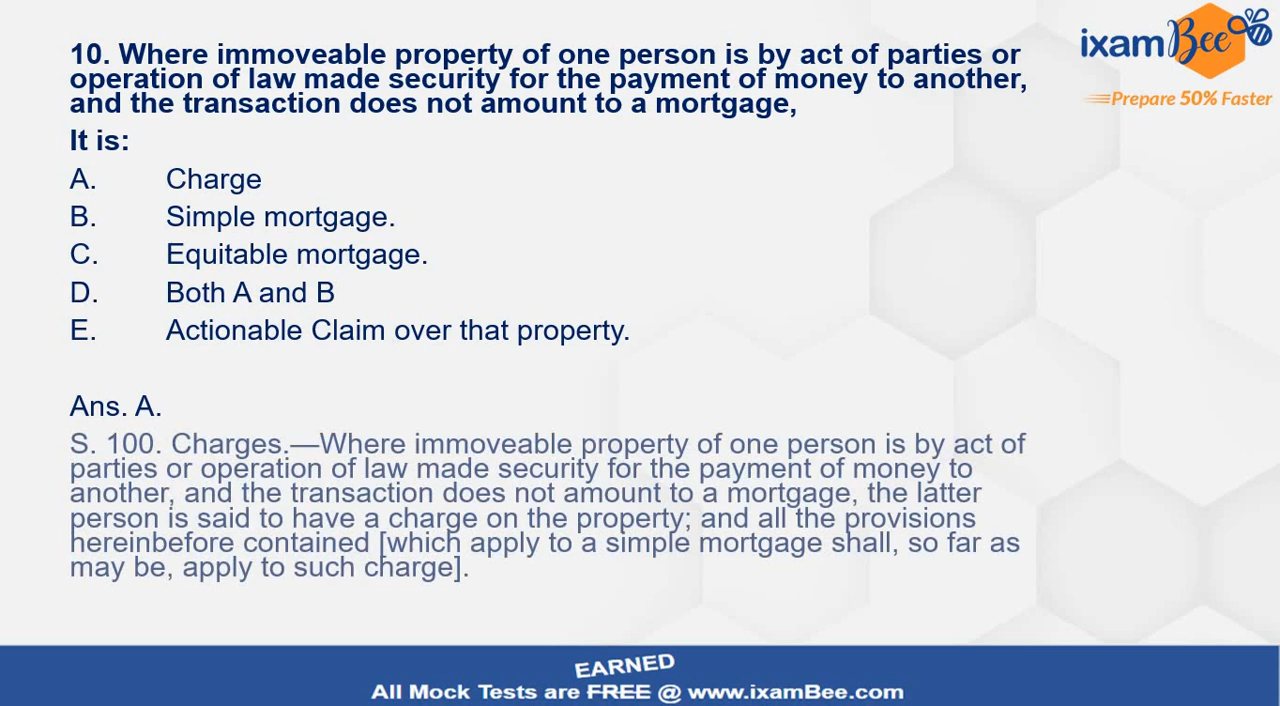 ixamBee
Prepare 50% Faster
10. Where immoveable property of one person is by act of parties or
operation of law made security for the payment of money to another,
and the transaction does not amount to a mortgage,
It is:
A. Charge
B. Simple mortgage.
C. Equitable mortgage.
D. Both A and B
E. Actionable Claim over that property.
Ans. A.
S. 100. Charges.—Where immoveable property of one person is by act of
parties or operation of law made security for the payment of money to
another, and the transaction does not amount to a mortgage, the latter
person is said to have a charge on the property; and all the provisions
hereinbefore contained [which apply to a simple mortgage shall, so far as
may be, apply to such charge].
EARNED
All Mock Tests are FREE @ www.ixamBee.com